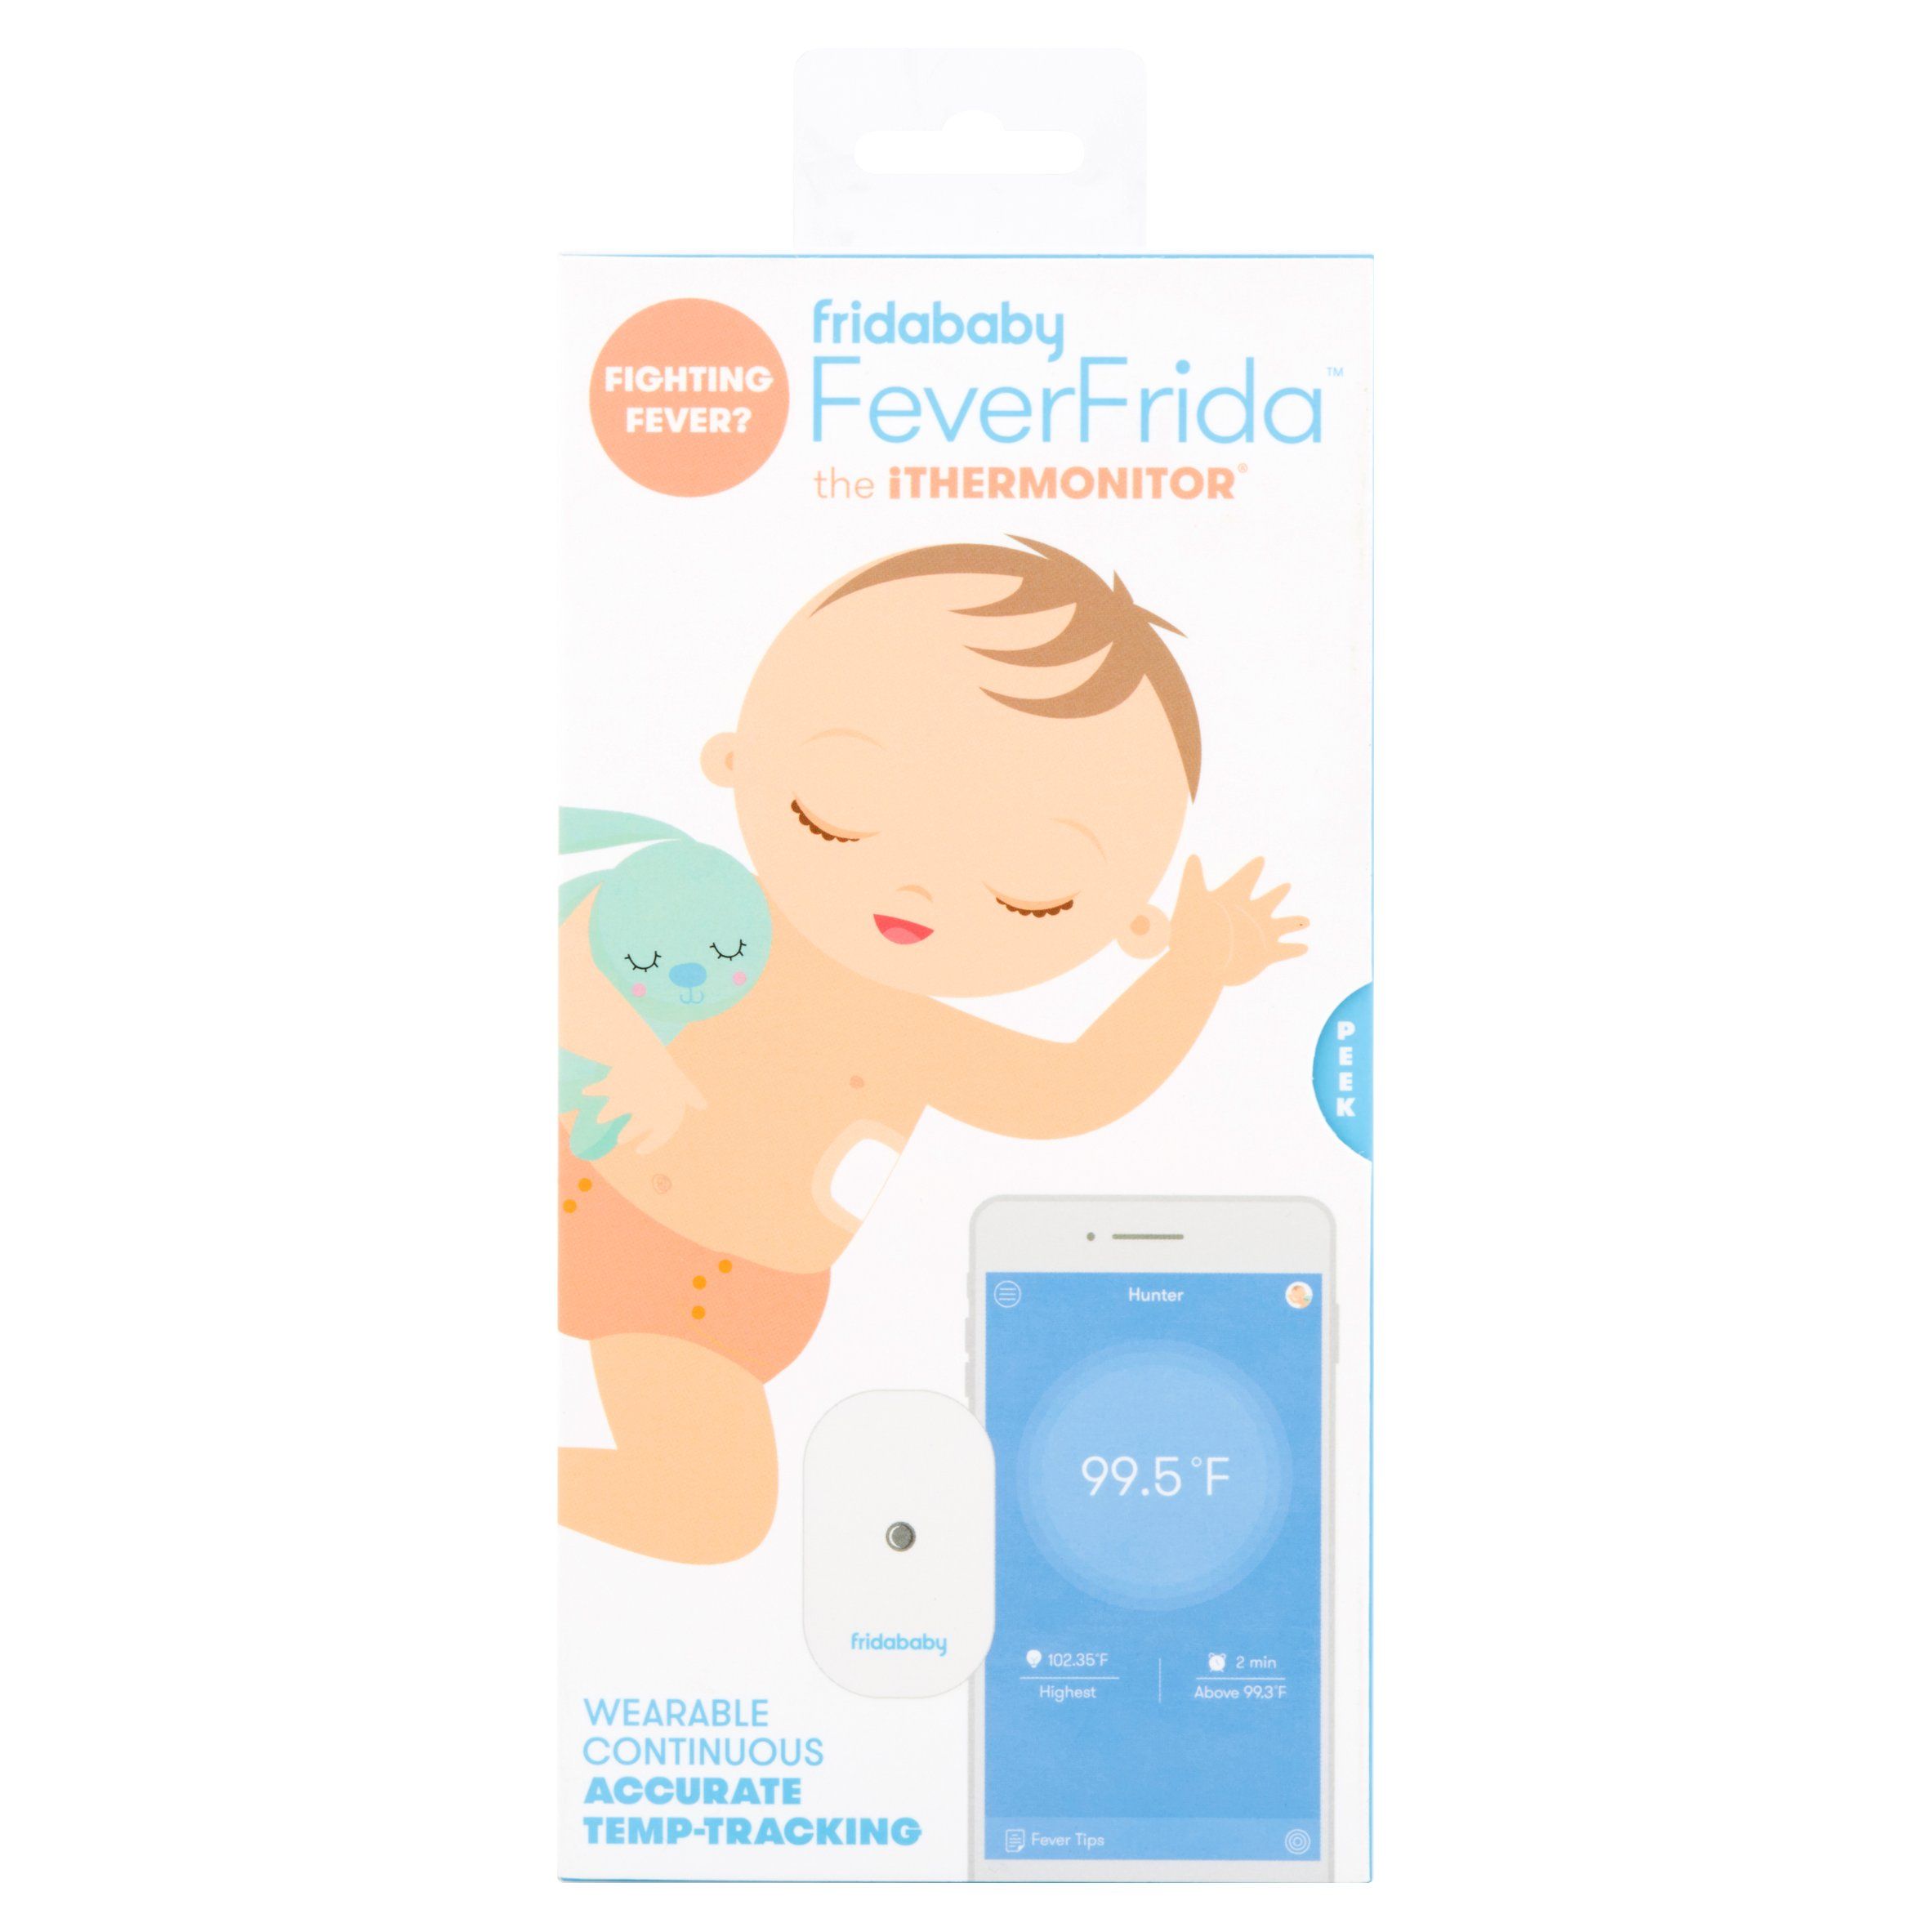 FIGHTING
FEVER?
fridababy
FeverFrida™
the iTHERMONITOR®
PEEK
Hunter
99.5°F
102.35°F
Highest
2 min
Above 99.3°F
fridababy
WEARABLE
CONTINUOUS
ACCURATE
TEMP-TRACKING
Fever Tips